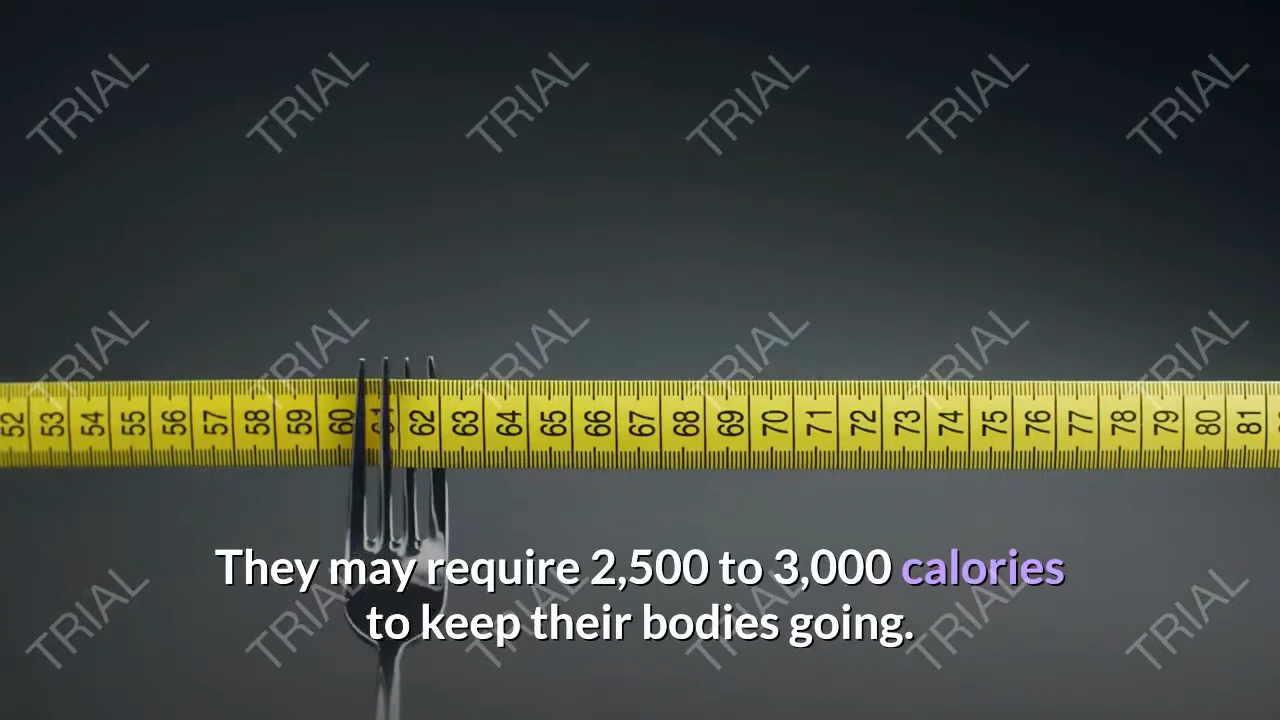 TRIAL TRIAL TRIAL TRIAL TRIAL TRIAL
TRIAL TRIAL TRIAL TRIAL TRIAL TRIAL
52 53 54 55 56 57 58 59 60 61 62 63 64 65 66 67 68 69 70 71 72 73 74 75 76 77 78 79 80 81
They may require 2,500 to 3,000 calories
to keep their bodies going.
TRIAL TRIAL TRIAL TRIAL TRIAL TRIAL